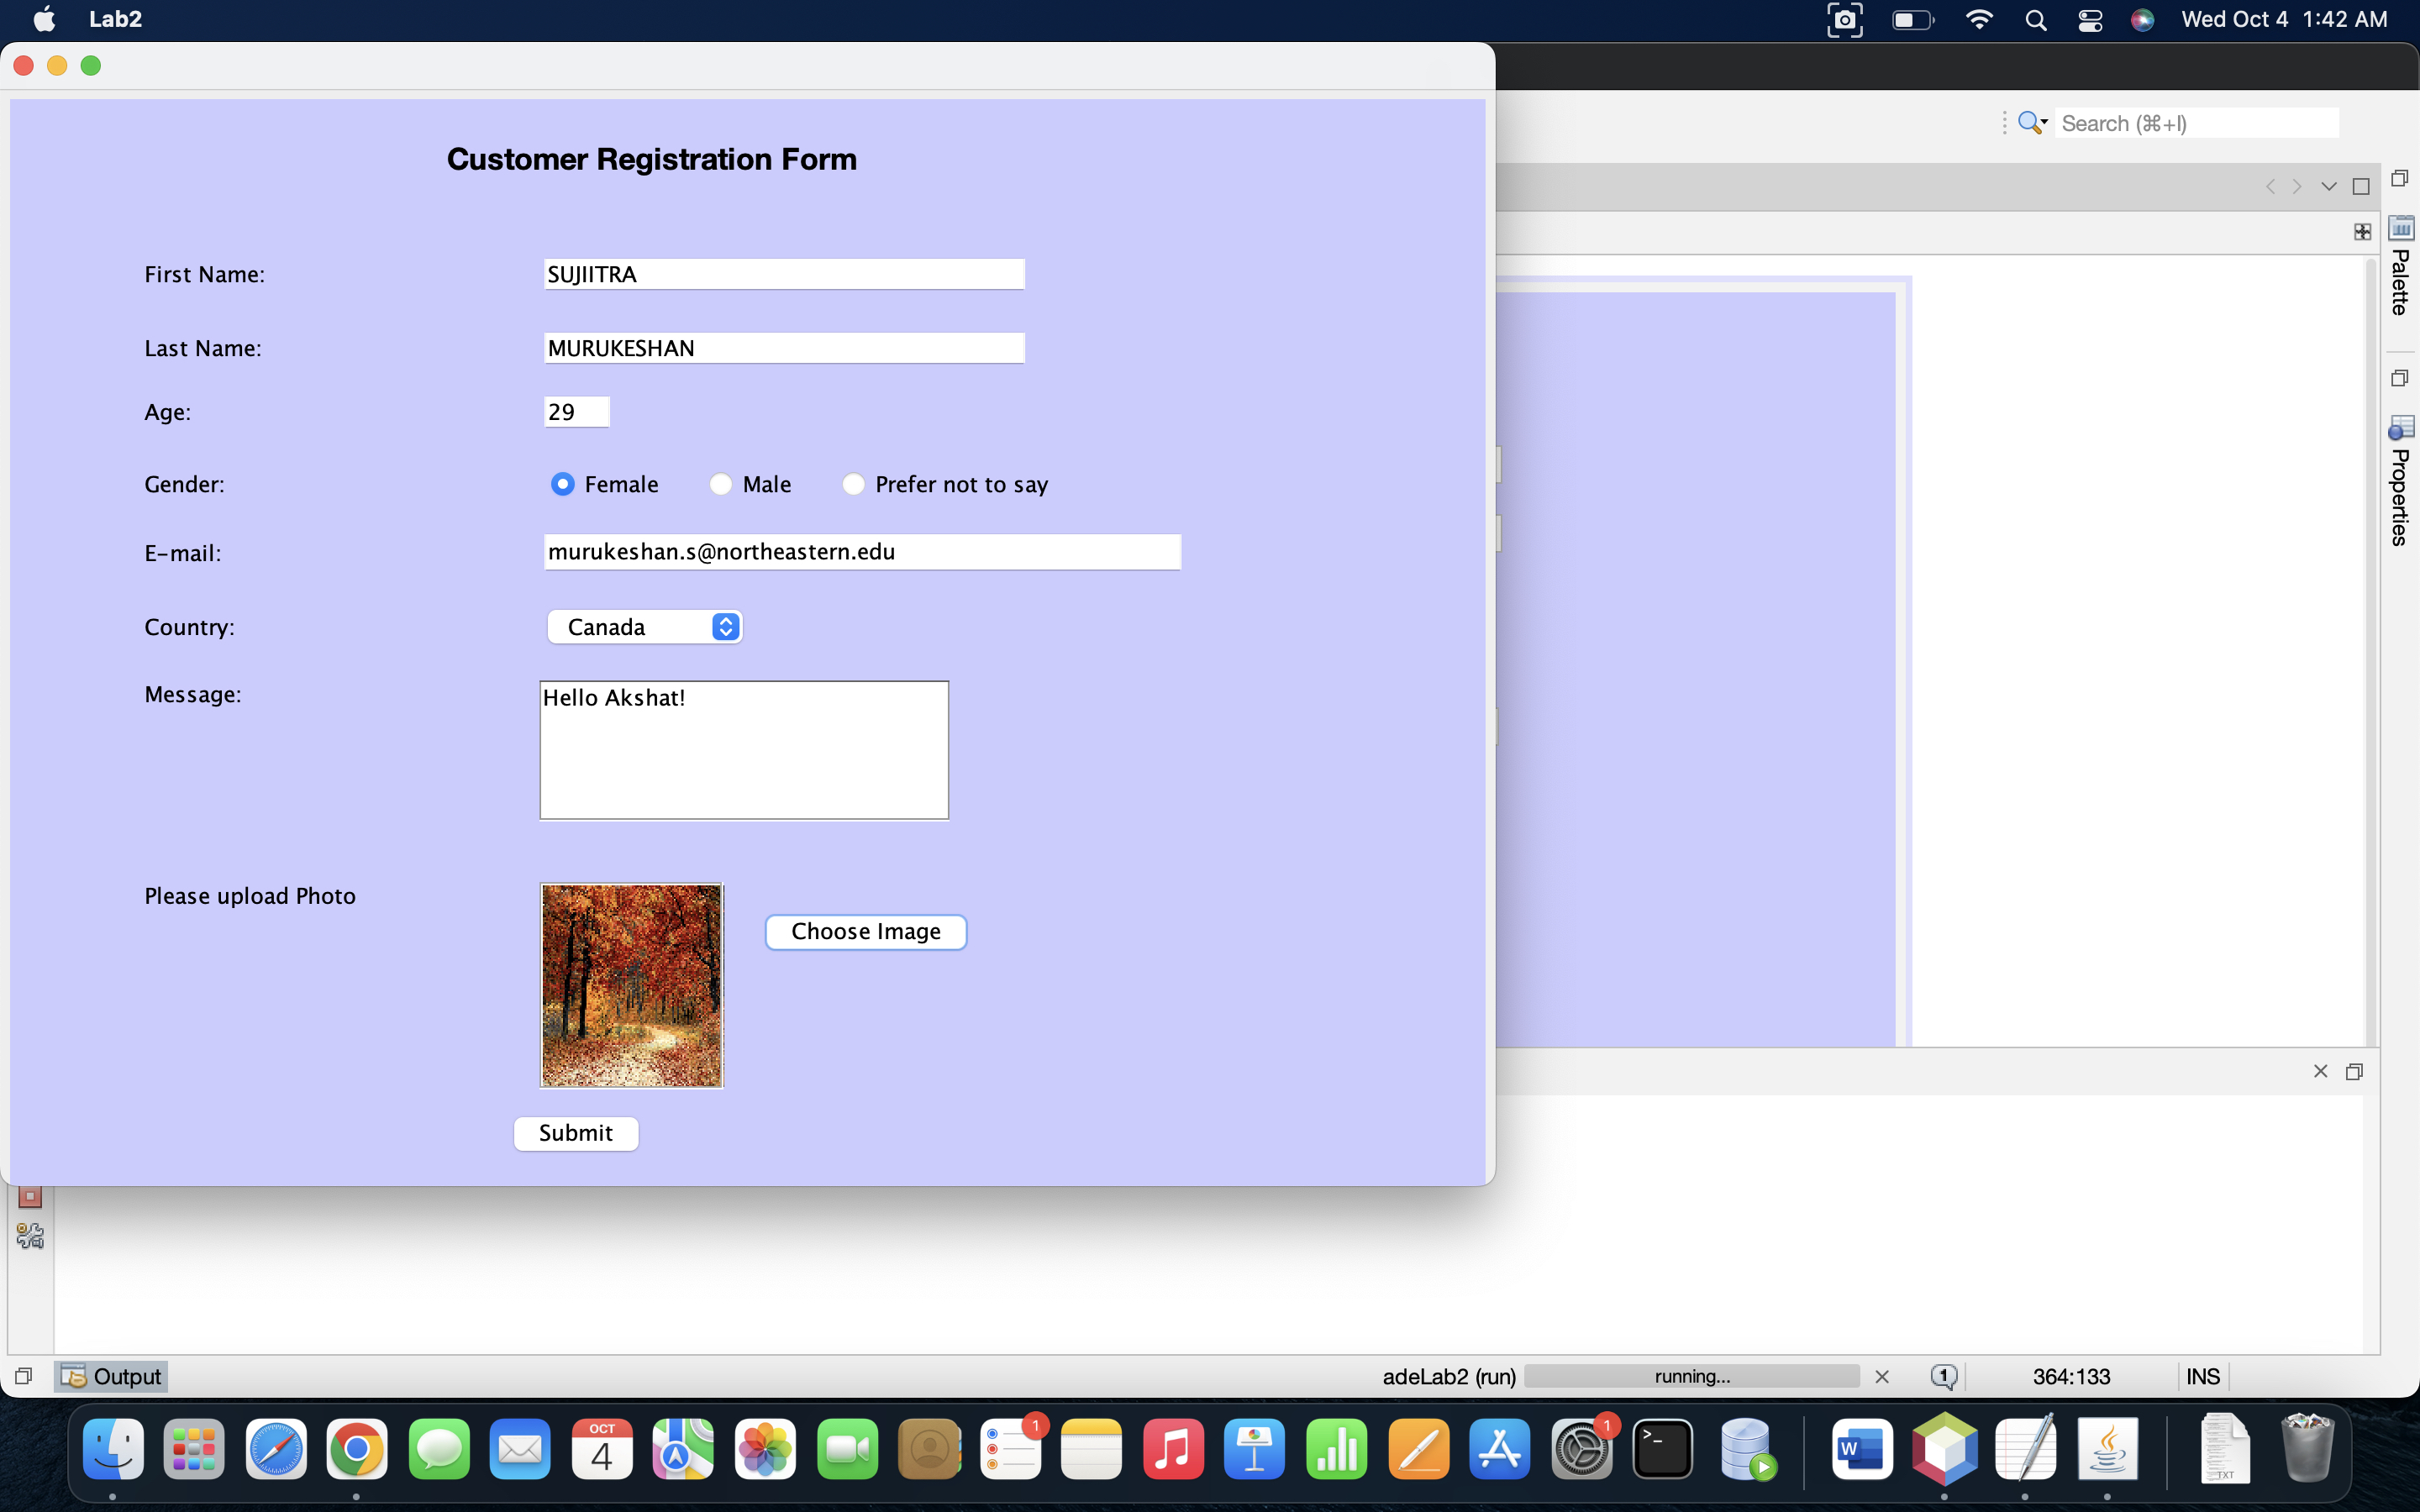 Lab2
Wed Oct 4 1:42 AM
Search (⌘+I)
Customer Registration Form
First Name: SUJIITRA
Last Name: MURUKESHAN
Age: 29
Gender: Female Male Prefer not to say
E-mail: murukeshan.s@northeastern.edu
Country: Canada
Message: Hello Akshat!
Please upload Photo
Choose Image
Submit
Palette
Properties
Output
adeLab2 (run) running... 1 364:133 INS
OCT
4
1
1
>_
W
TXT